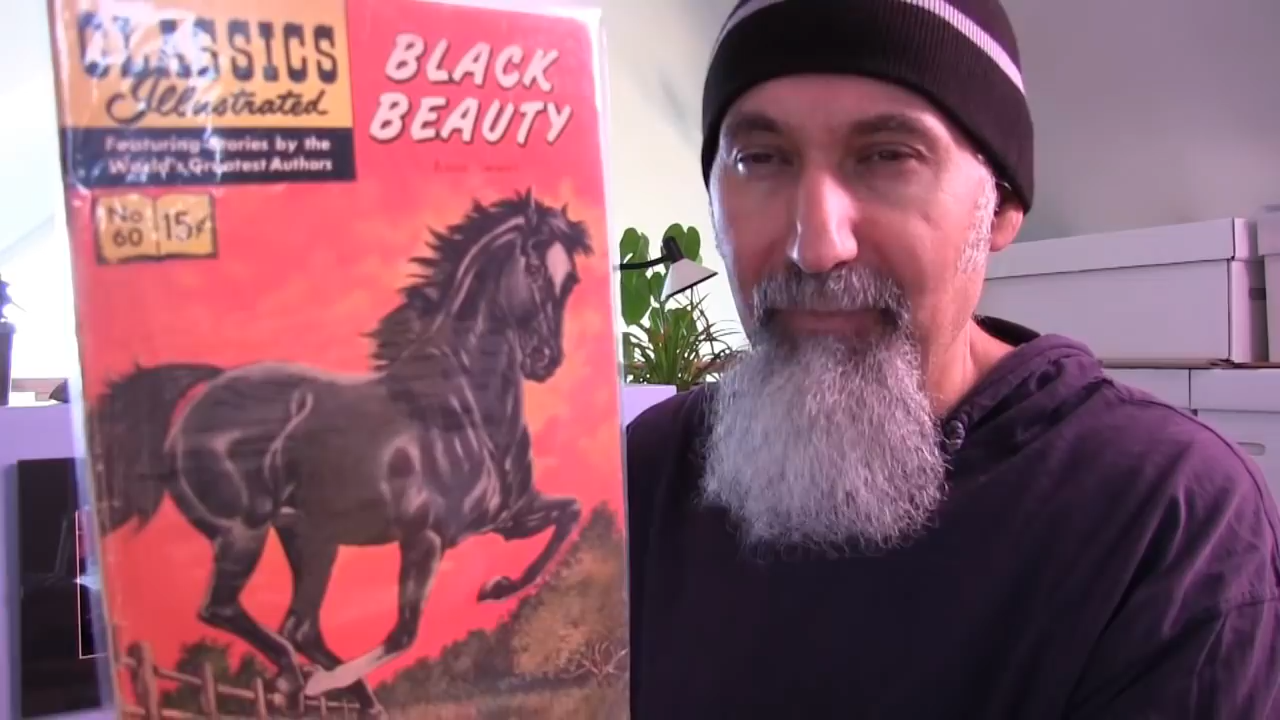 CLASSICS
Illustrated
Featuring Stories by the
World's Greatest Authors
No 60
15¢
BLACK
BEAUTY